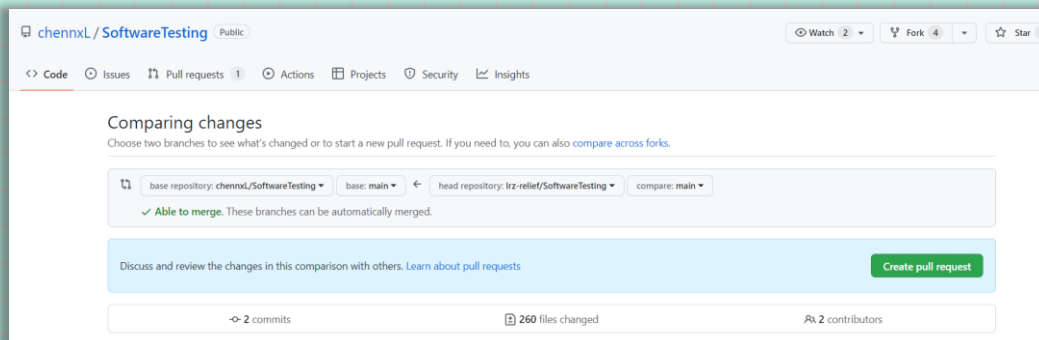 chennxL / SoftwareTesting Public
Watch 2 Fork 4 Star
Code Issues Pull requests 1 Actions Projects Security Insights
Comparing changes
Choose two branches to see what's changed or to start a new pull request. If you need to, you can also compare across forks.
base repository: chennxL/SoftwareTesting base: main ← head repository: lrz-relief/SoftwareTesting compare: main
✓ Able to merge. These branches can be automatically merged.
Discuss and review the changes in this comparison with others. Learn about pull requests Create pull request
2 commits 260 files changed 2 contributors